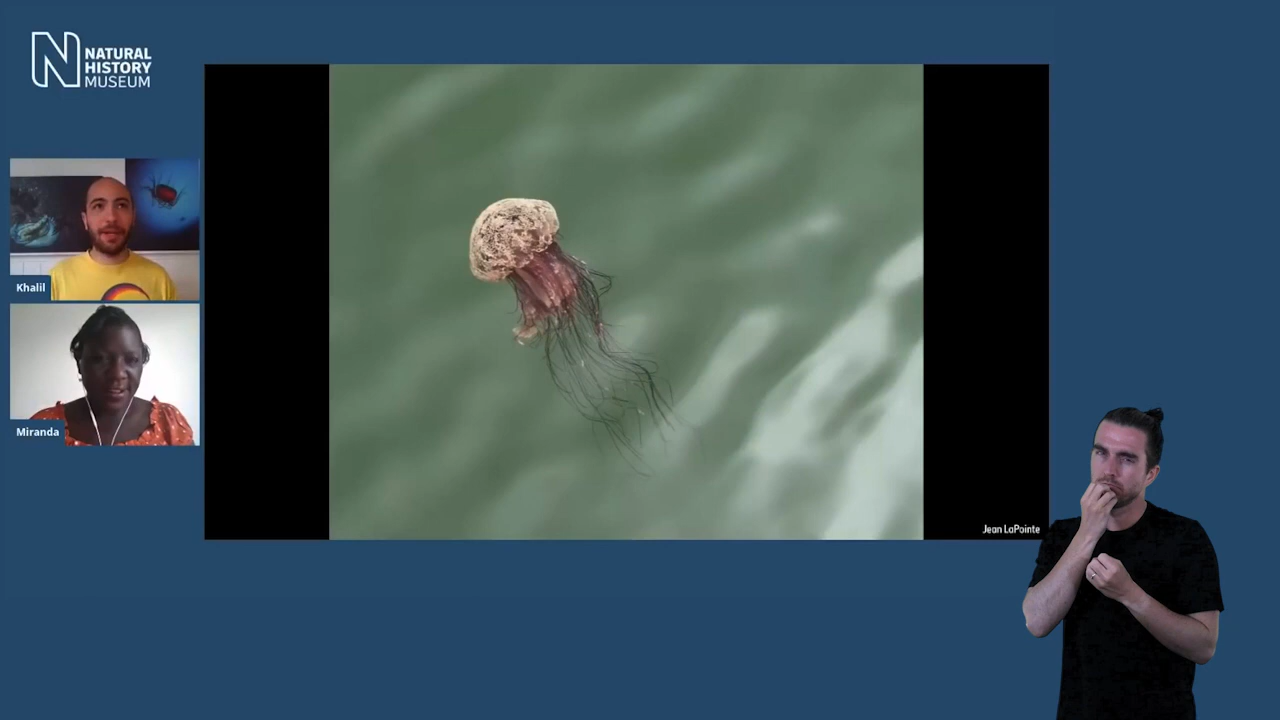 NATURAL
HISTORY
MUSEUM
Khalil
Miranda
Jean LaPointe